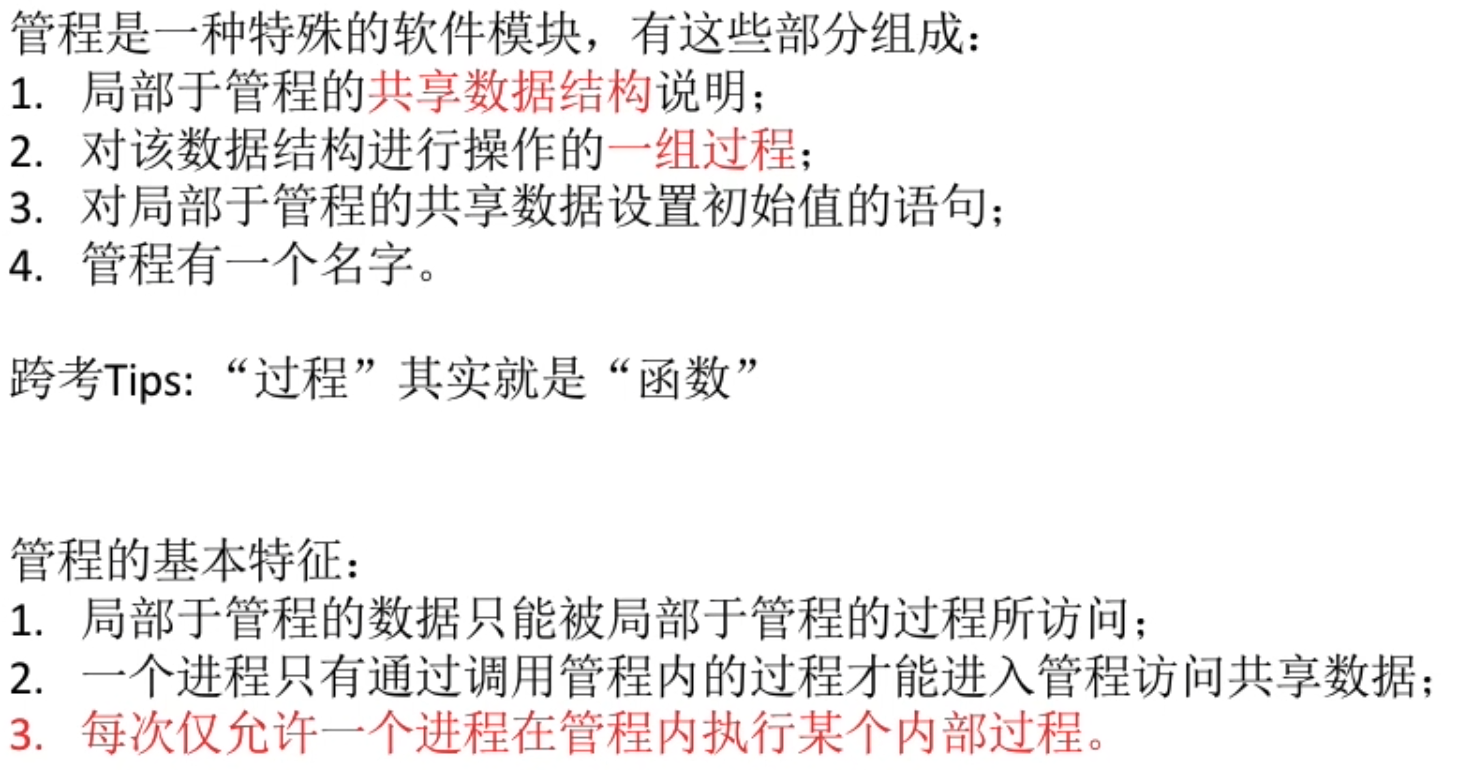 管程是一种特殊的软件模块，有这些部分组成：
1. 局部于管程的共享数据结构说明；
2. 对该数据结构进行操作的一组过程；
3. 对局部于管程的共享数据设置初始值的语句；
4. 管程有一个名字。
跨考Tips: “过程”其实就是“函数”
管程的基本特征：
1. 局部于管程的数据只能被局部于管程的过程所访问；
2. 一个进程只有通过调用管程内的过程才能进入管程访问共享数据；
3. 每次仅允许一个进程在管程内执行某个内部过程。